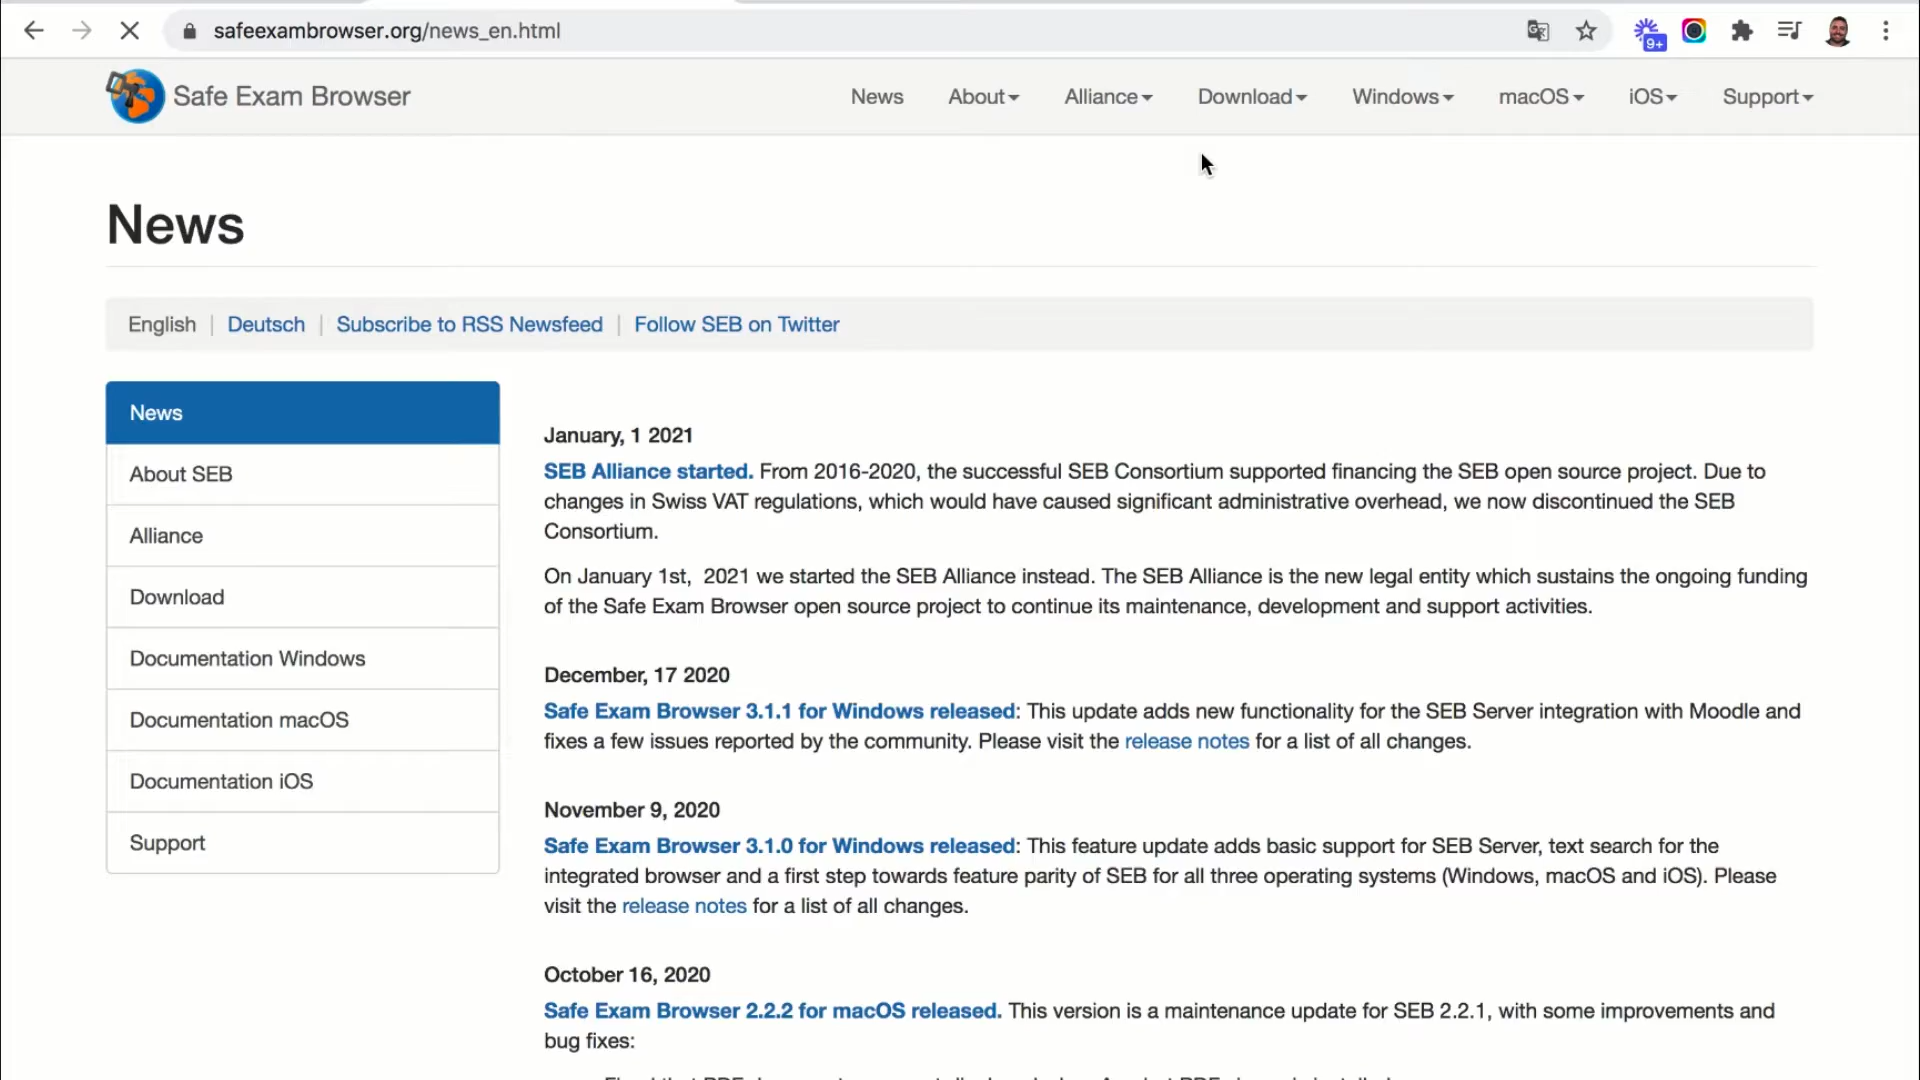 safeexambrowser.org/news_en.html
9+
Safe Exam Browser
News
About
Alliance
Download
Windows
macOS
iOS
Support
News
English | Deutsch | Subscribe to RSS Newsfeed | Follow SEB on Twitter
News
About SEB
Alliance
Download
Documentation Windows
Documentation macOS
Documentation iOS
Support
January, 1 2021
SEB Alliance started. From 2016-2020, the successful SEB Consortium supported financing the SEB open source project. Due to
changes in Swiss VAT regulations, which would have caused significant administrative overhead, we now discontinued the SEB
Consortium.
On January 1st, 2021 we started the SEB Alliance instead. The SEB Alliance is the new legal entity which sustains the ongoing funding
of the Safe Exam Browser open source project to continue its maintenance, development and support activities.
December, 17 2020
Safe Exam Browser 3.1.1 for Windows released: This update adds new functionality for the SEB Server integration with Moodle and
fixes a few issues reported by the community. Please visit the release notes for a list of all changes.
November 9, 2020
Safe Exam Browser 3.1.0 for Windows released: This feature update adds basic support for SEB Server, text search for the
integrated browser and a first step towards feature parity of SEB for all three operating systems (Windows, macOS and iOS). Please
visit the release notes for a list of all changes.
October 16, 2020
Safe Exam Browser 2.2.2 for macOS released. This version is a maintenance update for SEB 2.2.1, with some improvements and
bug fixes: